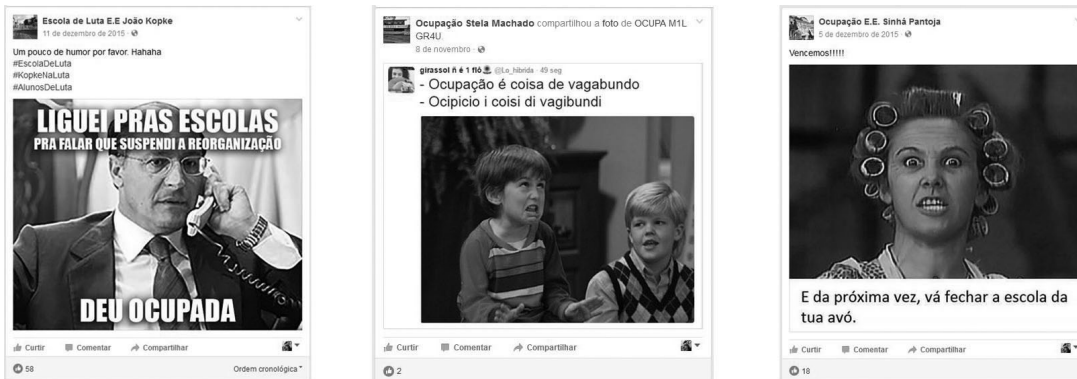 Escola de Luta E.E João Kopke
11 de dezembro de 2015
Um pouco de humor por favor. Hahaha
#EscolaDeLuta
#KopkeNaLuta
#AlunosDeLuta
LIGUEI PRAS ESCOLAS
PRA FALAR QUE SUSPENDI A REORGANIZAÇÃO
DEU OCUPADA
Curtir Comentar Compartilhar
58 Ordem cronológica
Ocupação Stela Machado compartilhou a foto de OCUPA M1L
GR4U.
8 de novembro
girassol ñ é 1 flô @Lo_hibrida · 49 seg
- Ocupação é coisa de vagabundo
- Ocipicio i coisi di vagibundi
Curtir Comentar Compartilhar
2
Ocupação E.E. Sinhá Pantoja
5 de dezembro de 2015
Vencemos!!!!!
E da próxima vez, vá fechar a escola da
tua avó.
Curtir Comentar Compartilhar
18